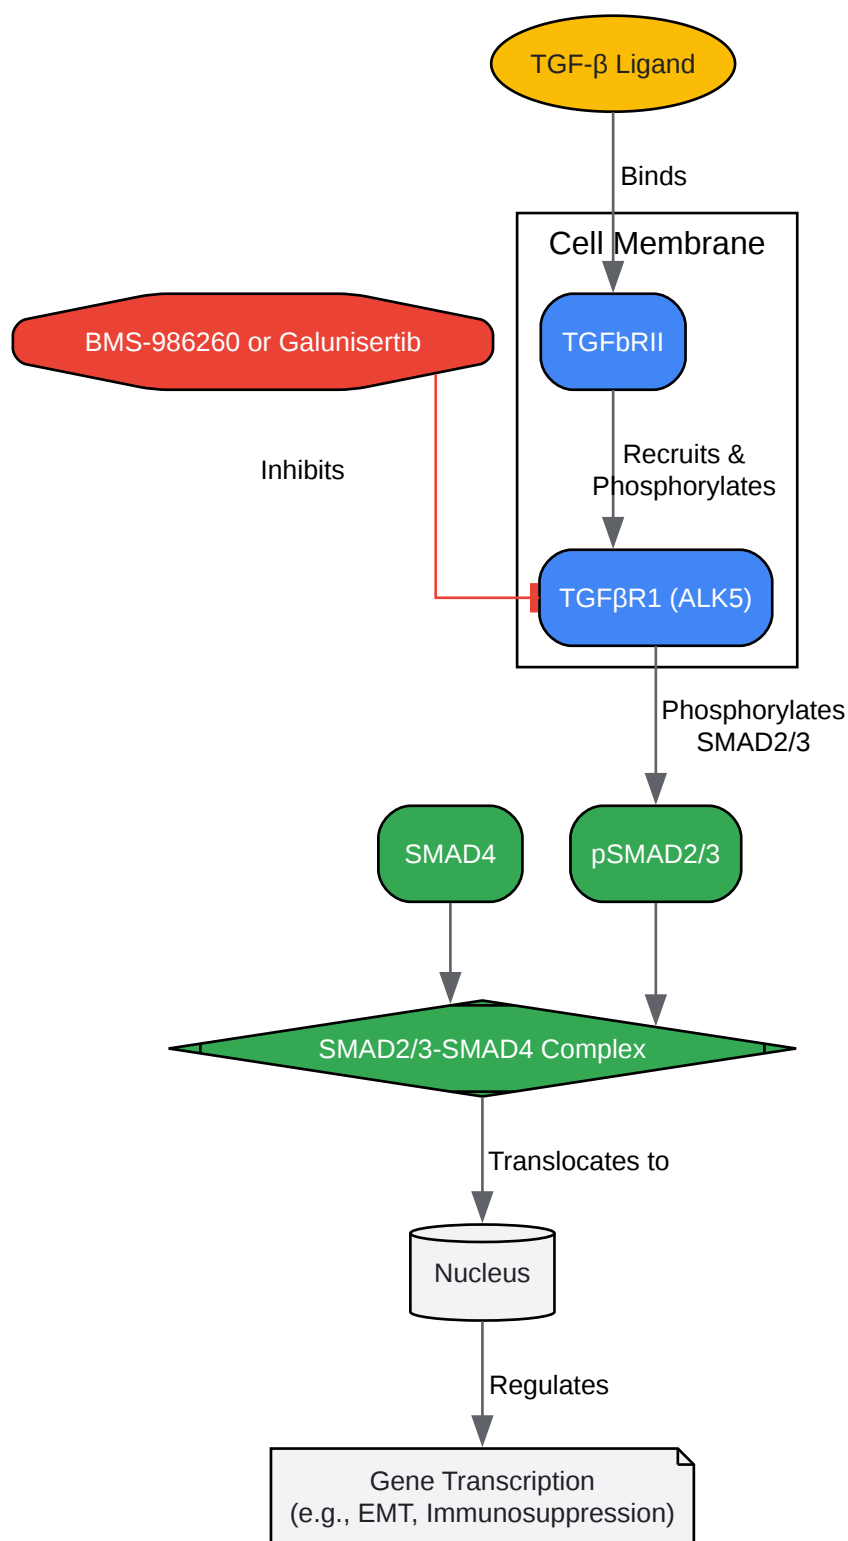 TGF-β Ligand
Binds
Cell Membrane
BMS-986260 or Galunisertib
TGFbRII
Inhibits
Recruits &
Phosphorylates
TGFβR1 (ALK5)
Phosphorylates
SMAD2/3
SMAD4
pSMAD2/3
SMAD2/3-SMAD4 Complex
Translocates to
Nucleus
Regulates
Gene Transcription
(e.g., EMT, Immunosuppression)